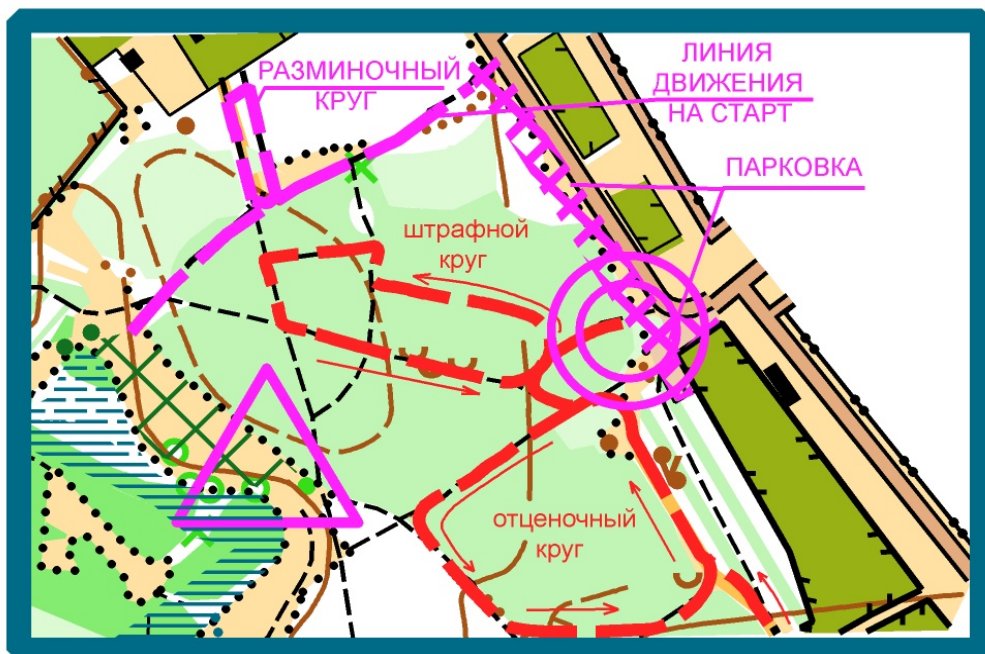 РАЗМИНОЧНЫЙ
КРУГ
ЛИНИЯ
ДВИЖЕНИЯ
НА СТАРТ
ПАРКОВКА
штрафной
круг
отценочный
круг